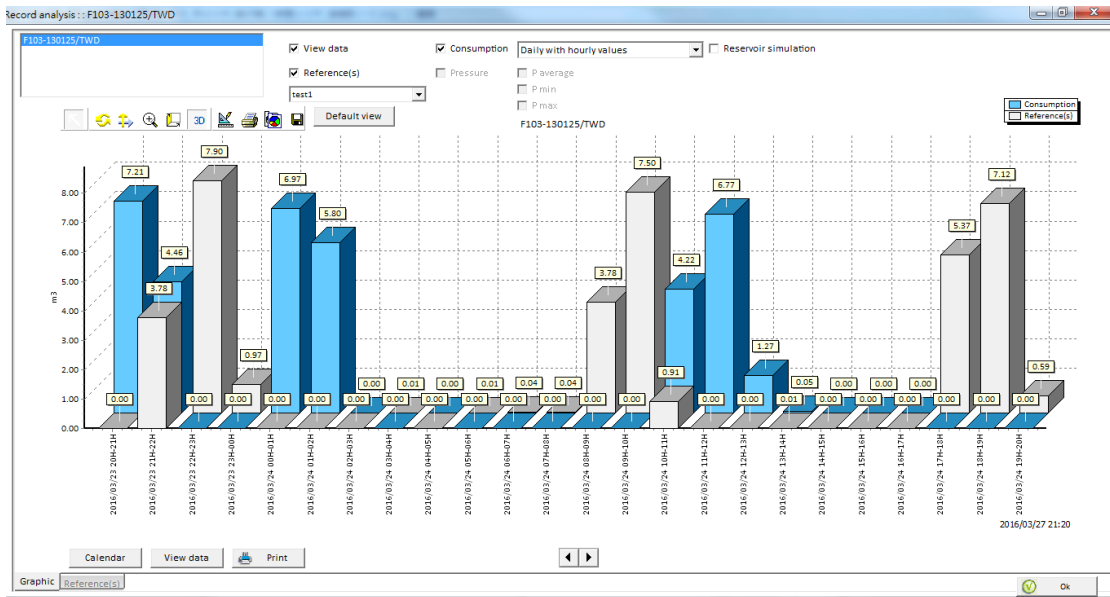 Record analysis : : F103-130125/TWD
F103-130125/TWD
View data
Consumption
Daily with hourly values
Reservoir simulation
Reference(s)
Pressure
P average
test1
P min
P max
3D
Default view
F103-130125/TWD
Consumption
Reference(s)
m3
8.00
7.00
6.00
5.00
4.00
3.00
2.00
1.00
0.00
7.21
0.00
4.46
3.78
7.90
0.00
0.97
0.00
6.97
0.00
5.80
0.00
0.00
0.00
0.01
0.00
0.00
0.00
0.01
0.00
0.04
0.00
0.04
0.00
3.78
0.00
7.50
0.00
4.22
0.91
6.77
0.00
1.27
0.00
0.05
0.01
0.00
0.00
0.00
0.00
0.00
0.00
5.37
0.00
7.12
0.00
0.59
0.00
2016/03/23 20H-21H
2016/03/23 21H-22H
2016/03/23 22H-23H
2016/03/23 23H-00H
2016/03/24 00H-01H
2016/03/24 01H-02H
2016/03/24 02H-03H
2016/03/24 03H-04H
2016/03/24 04H-05H
2016/03/24 05H-06H
2016/03/24 06H-07H
2016/03/24 07H-08H
2016/03/24 08H-09H
2016/03/24 09H-10H
2016/03/24 10H-11H
2016/03/24 11H-12H
2016/03/24 12H-13H
2016/03/24 13H-14H
2016/03/24 14H-15H
2016/03/24 15H-16H
2016/03/24 16H-17H
2016/03/24 17H-18H
2016/03/24 18H-19H
2016/03/24 19H-20H
2016/03/27 21:20
Calendar
View data
Print
Graphic
Reference(s)
Ok